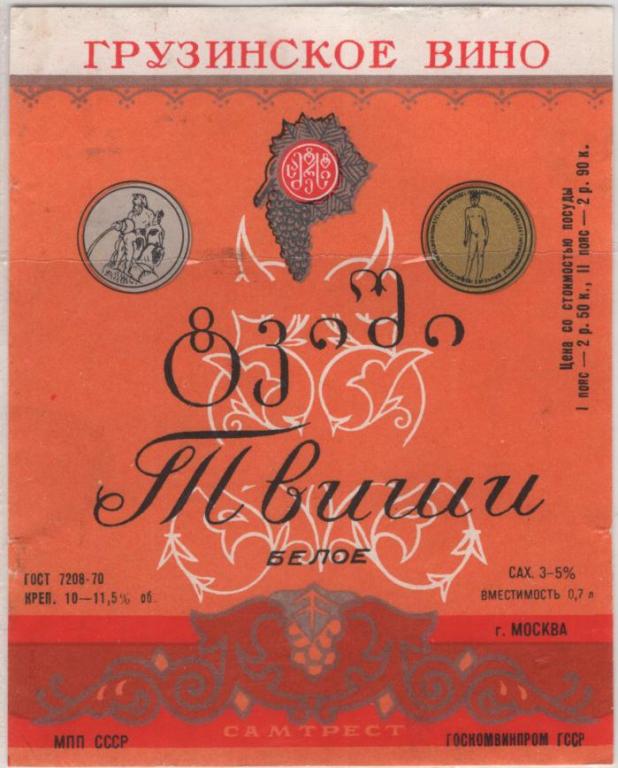 ГРУЗИНСКОЕ ВИНО
ტვიში
Твиши
БЕЛОЕ
Цена со стоимостью посуды
I пояс — 2 р. 50 к., II пояс — 2 р. 90 к.
ГОСТ 7208-70
КРЕП. 10—11,5% об.
САХ. 3-5%
ВМЕСТИМОСТЬ 0,7 л
г. МОСКВА
САМТРЕСТ
МПП СССР
ГОСКОМВИНПРОМ ГССР